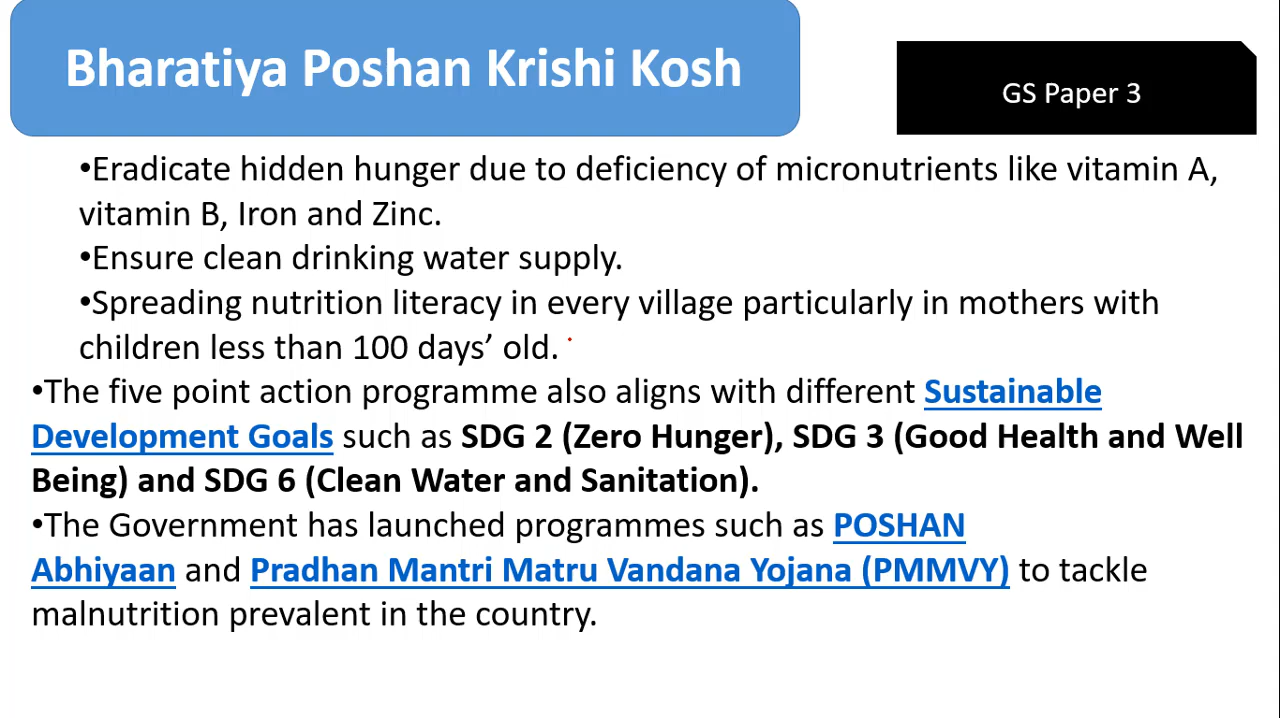 Bharatiya Poshan Krishi Kosh
GS Paper 3
•Eradicate hidden hunger due to deficiency of micronutrients like vitamin A,
vitamin B, Iron and Zinc.
•Ensure clean drinking water supply.
•Spreading nutrition literacy in every village particularly in mothers with
children less than 100 days’ old.
•The five point action programme also aligns with different Sustainable
Development Goals such as SDG 2 (Zero Hunger), SDG 3 (Good Health and Well
Being) and SDG 6 (Clean Water and Sanitation).
•The Government has launched programmes such as POSHAN
Abhiyaan and Pradhan Mantri Matru Vandana Yojana (PMMVY) to tackle
malnutrition prevalent in the country.